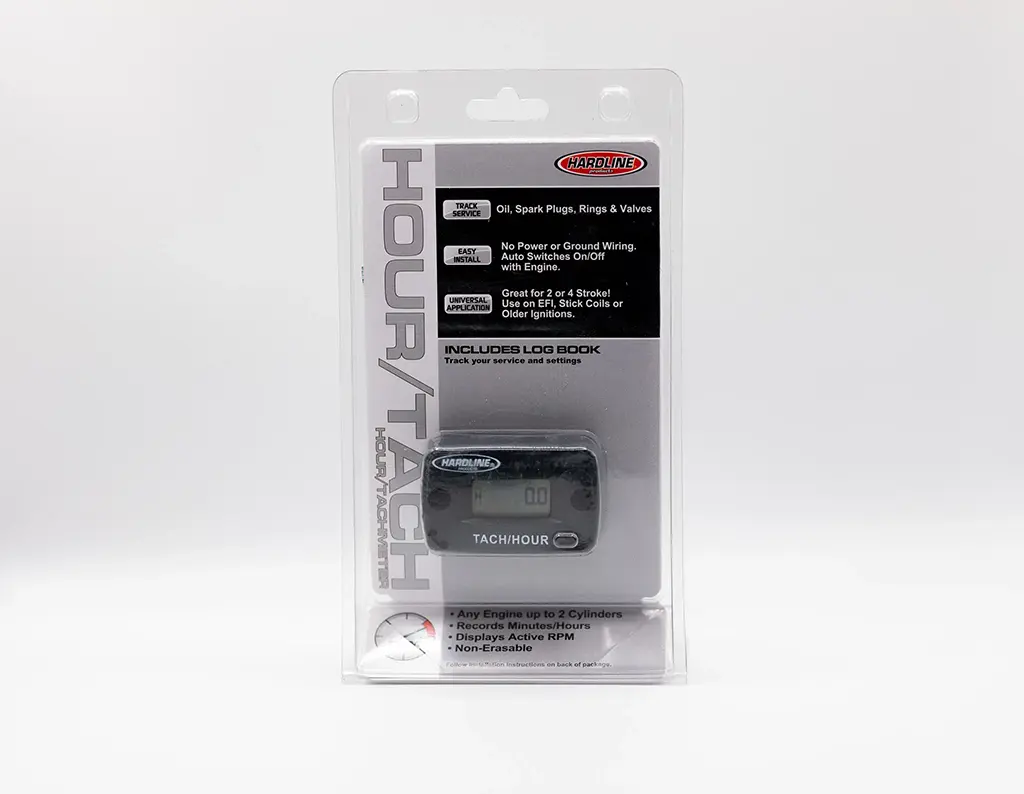 HARDLINE
products
HOUR/TACH
HOUR/TACHMETER
TRACK
SERVICE
Oil, Spark Plugs, Rings & Valves
EASY
INSTALL
No Power or Ground Wiring.
Auto Switches On/Off
with Engine.
UNIVERSAL
APPLICATION
Great for 2 or 4 Stroke!
Use on EFI, Stick Coils or
Older Ignitions.
INCLUDES LOG BOOK
Track your service and settings
HARDLINE®
PRODUCTS
H 0.0
TACH/HOUR
• Any Engine up to 2 Cylinders
• Records Minutes/Hours
• Displays Active RPM
• Non-Erasable
Follow installation instructions on back of package.